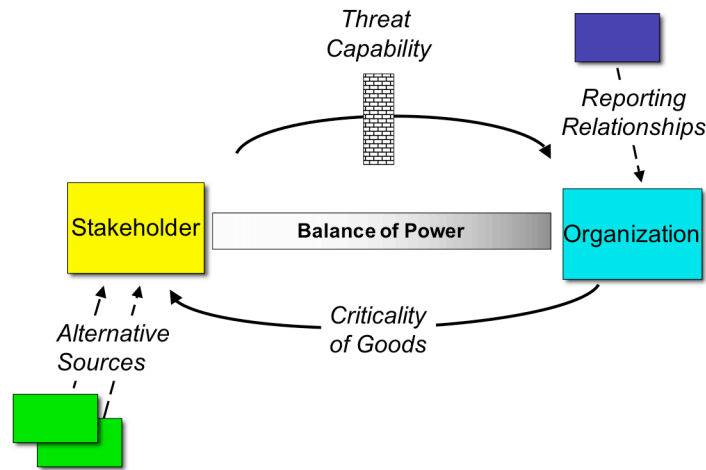 Threat
Capability
Reporting
Relationships
Stakeholder
Balance of Power
Organization
Alternative
Sources
Criticality
of Goods